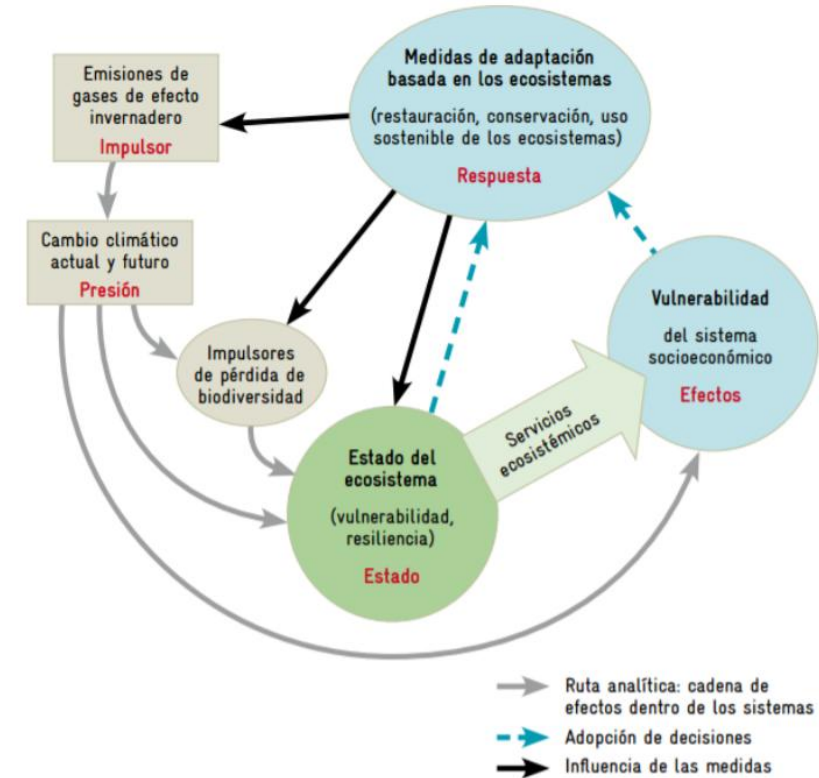 Medidas de adaptación
basada en los ecosistemas
(restauración, conservación, uso
sostenible de los ecosistemas)
Respuesta
Emisiones de
gases de efecto
invernadero
Impulsor
Cambio climático
actual y futuro
Presión
Impulsores
de pérdida de
biodiversidad
Vulnerabilidad
del sistema
socioeconómico
Efectos
Servicios
ecosistémicos
Estado del
ecosistema
(vulnerabilidad,
resiliencia)
Estado
Ruta analítica: cadena de
efectos dentro de los sistemas
Adopción de decisiones
Influencia de las medidas